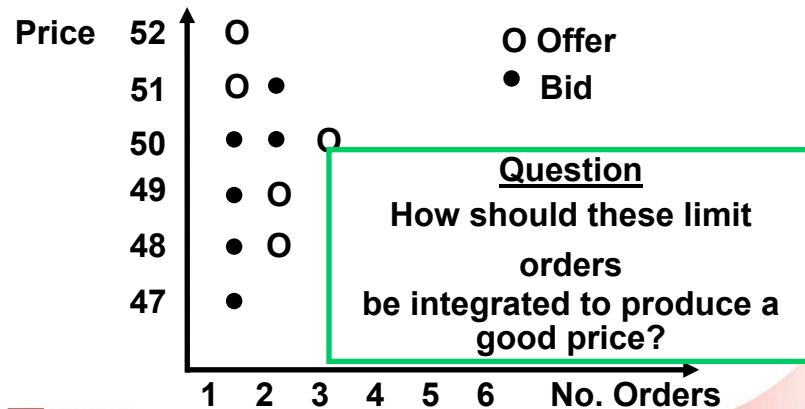 Price 52 O O Offer
51 O • • Bid
50 • • O
Question
49 • O
How should these limit
48 • O
orders
47 •
be integrated to produce a
good price?
1 2 3 4 5 6 No. Orders